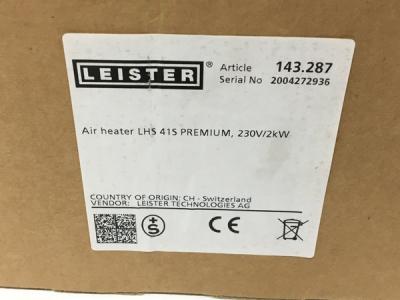 LEISTER® Article 143.287
Serial No 2004272936
Air heater LHS 41S PREMIUM, 230V/2kW
COUNTRY OF ORIGIN: CH - Switzerland
VENDOR: LEISTER TECHNOLOGIES AG
+S CE